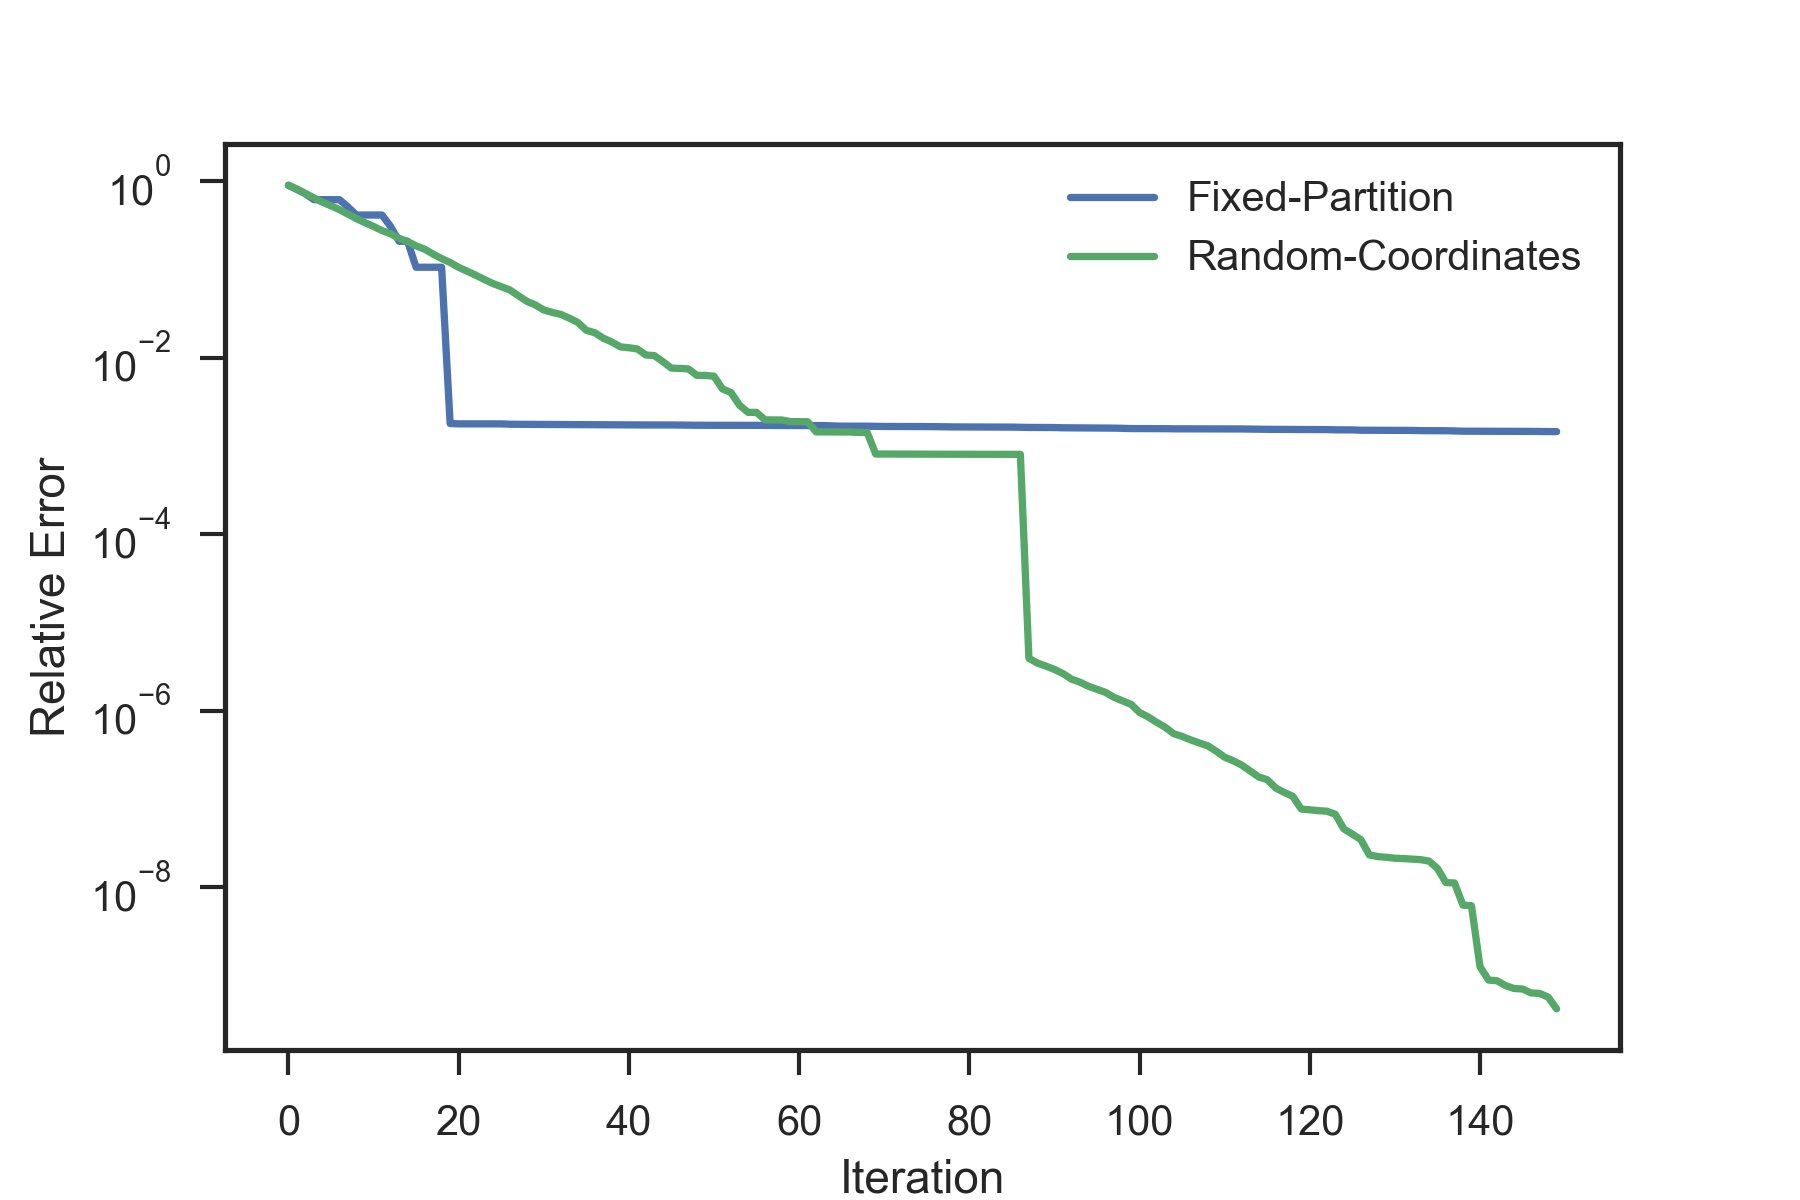 Fixed-Partition
Random-Coordinates
10^0
10^−2
10^−4
10^−6
10^−8
Relative Error
0 20 40 60 80 100 120 140
Iteration